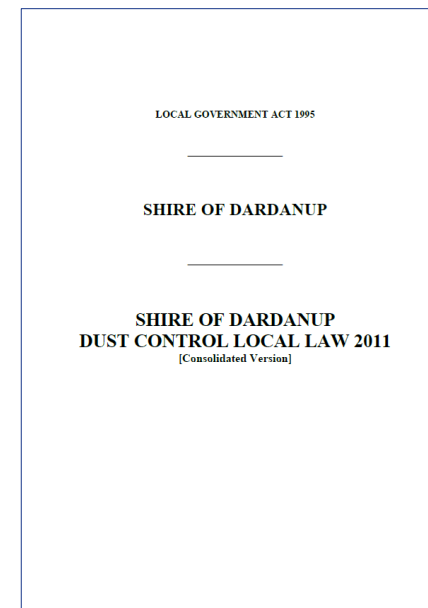 LOCAL GOVERNMENT ACT 1995
SHIRE OF DARDANUP
SHIRE OF DARDANUP
DUST CONTROL LOCAL LAW 2011
[Consolidated Version]